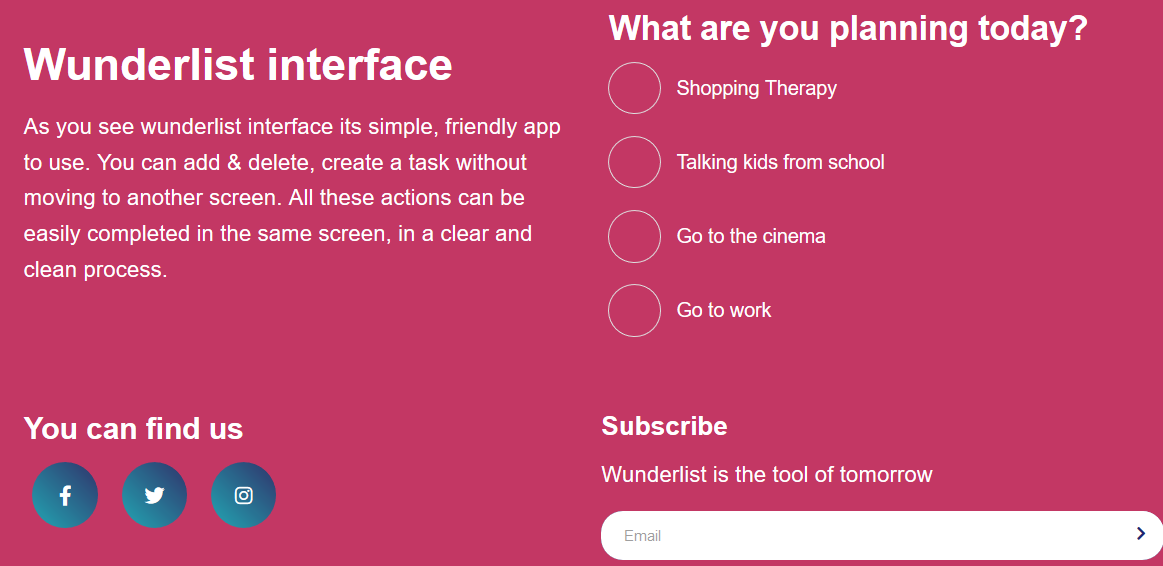 Wunderlist interface
As you see wunderlist interface its simple, friendly app
to use. You can add & delete, create a task without
moving to another screen. All these actions can be
easily completed in the same screen, in a clear and
clean process.
What are you planning today?
Shopping Therapy
Talking kids from school
Go to the cinema
Go to work
You can find us
Subscribe
Wunderlist is the tool of tomorrow
Email